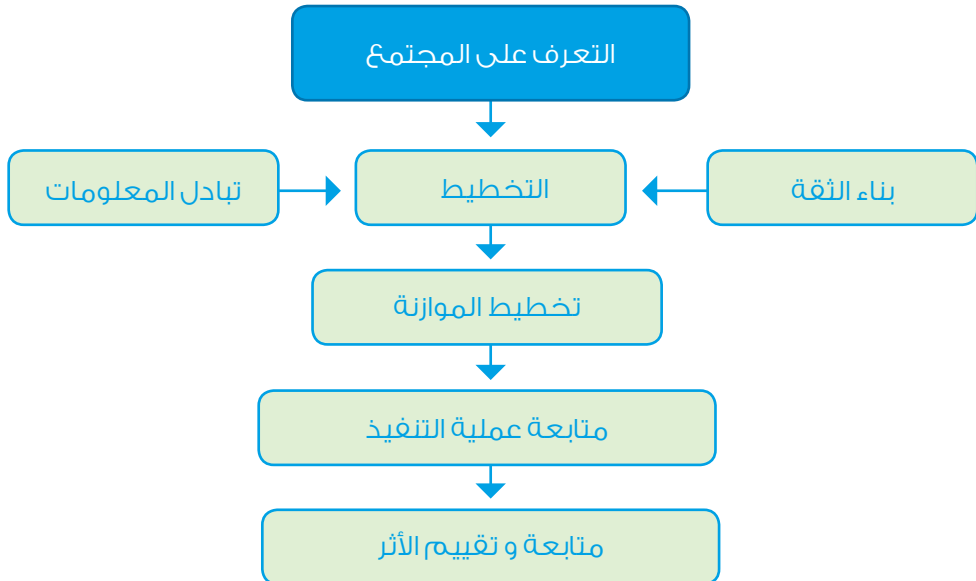 التعرف على المجتمع
بناء الثقة
التخطيط
تبادل المعلومات
تخطيط الموازنة
متابعة عملية التنفيذ
متابعة و تقييم الأثر